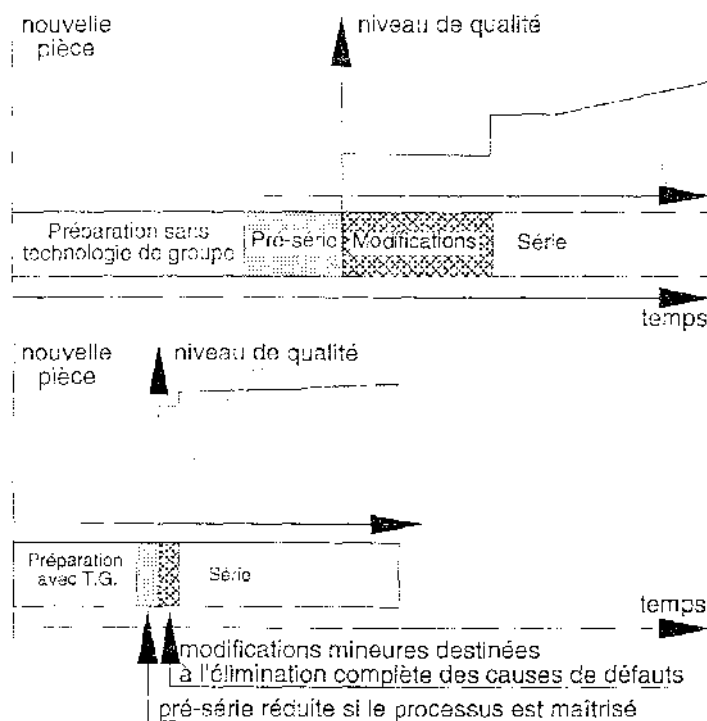 nouvelle pièce
niveau de qualité
Préparation sans
technologie de groupe
Pré-série
Modifications
Série
temps
nouvelle pièce
niveau de qualité
Préparation
avec T.G.
Série
temps
modifications mineures destinées
à l'élimination complète des causes de défauts
pré-série réduite si le processus est maîtrisé